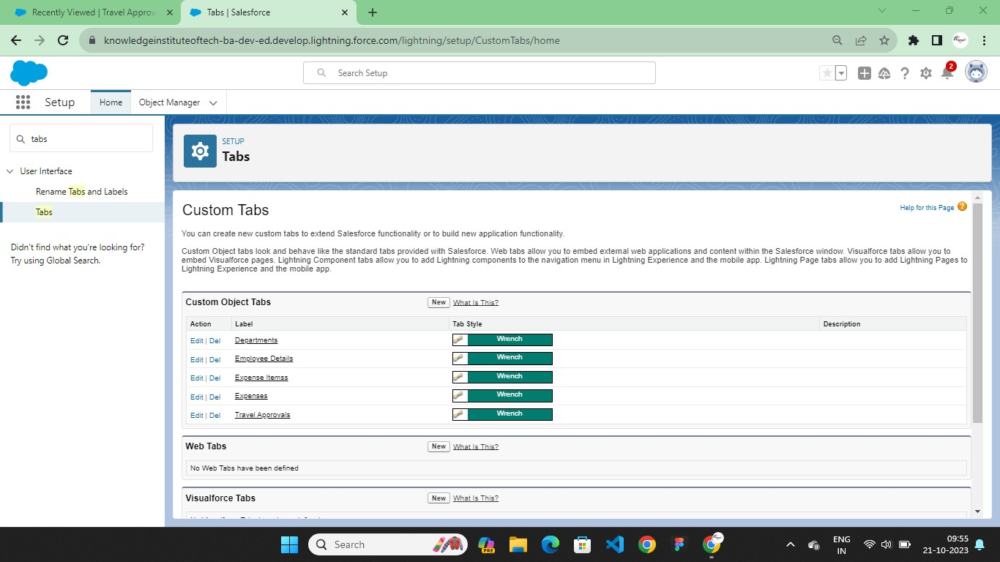 Recently Viewed | Travel Approv
Tabs | Salesforce
knowledgeinstituteoftech-ba-dev-ed.develop.lightning.force.com/lightning/setup/CustomTabs/home
Search Setup
2
Setup
Home
Object Manager
tabs
User Interface
Rename Tabs and Labels
Tabs
Didn't find what you're looking for?
Try using Global Search.
SETUP
Tabs
Custom Tabs
Help for this Page ?
You can create new custom tabs to extend Salesforce functionality or to build new application functionality.
Custom Object tabs look and behave like the standard tabs provided with Salesforce. Web tabs allow you to embed external web applications and content within the Salesforce window. Visualforce tabs allow you to
embed Visualforce pages. Lightning Component tabs allow you to add Lightning components to the navigation menu in Lightning Experience and the mobile app. Lightning Page tabs allow you to add Lightning Pages to
Lightning Experience and the mobile app.
Custom Object Tabs New What Is This?
Action Label Tab Style Description
Edit | Del Departments Wrench
Edit | Del Employee Details Wrench
Edit | Del Expense Itemss Wrench
Edit | Del Expenses Wrench
Edit | Del Travel Approvals Wrench
Web Tabs New What Is This?
No Web Tabs have been defined
Visualforce Tabs New What Is This?
Search
PRE
ENG
IN
09:55
21-10-2023